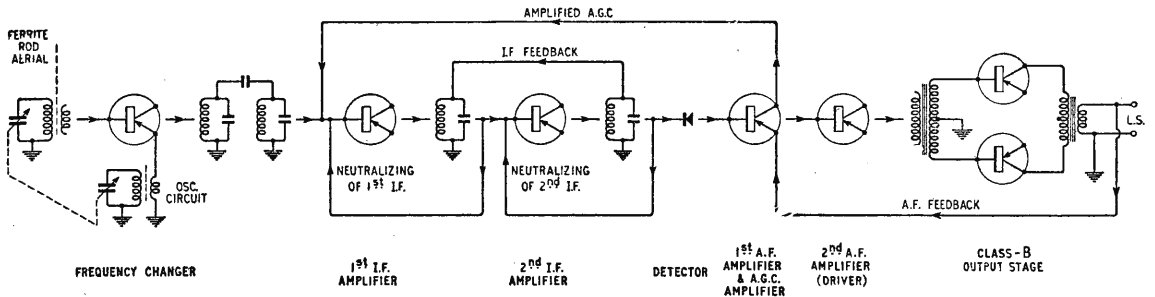 AMPLIFIED A.G.C
FERRITE
ROD
AERIAL
I.F FEEDBACK
L.S.
NEUTRALIZING
OF 1st I.F.
NEUTRALIZING
OF 2nd I.F.
OSC.
CIRCUIT
A.F. FEEDBACK
FREQUENCY CHANGER
1st I.F.
AMPLIFIER
2nd I.F.
AMPLIFIER
DETECTOR
1st A.F.
AMPLIFIER
& A.G.C.
AMPLIFIER
2nd A.F.
AMPLIFIER
(DRIVER)
CLASS-B
OUTPUT STAGE